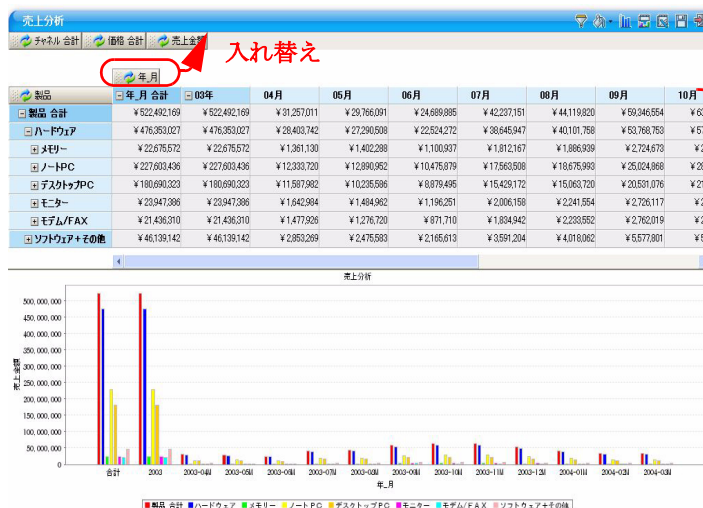 売上分析
チャネル 合計 価格 合計 売上金額
入れ替え
年_月
製品 年_月 合計 03年 04月 05月 06月 07月 08月 09月 10月
製品 合計 ¥522,492,169 ¥522,492,169 ¥31,257,011 ¥29,766,091 ¥24,689,885 ¥42,237,151 ¥44,119,820 ¥59,346,554
ハードウェア ¥476,353,027 ¥476,353,027 ¥28,403,742 ¥27,290,508 ¥22,524,272 ¥38,645,947 ¥40,101,758 ¥53,768,753
メモリー ¥22,675,572 ¥22,675,572 ¥1,361,130 ¥1,402,288 ¥1,100,937 ¥1,812,167 ¥1,886,939 ¥2,724,673
ノートPC ¥227,603,436 ¥227,603,436 ¥12,333,720 ¥12,890,952 ¥10,475,879 ¥17,563,508 ¥18,675,993 ¥25,024,868
デスクトップPC ¥180,690,323 ¥180,690,323 ¥11,587,982 ¥10,235,586 ¥8,879,495 ¥15,429,172 ¥15,063,720 ¥20,531,076
モニター ¥23,947,386 ¥23,947,386 ¥1,642,984 ¥1,484,962 ¥1,196,251 ¥2,006,158 ¥2,241,554 ¥2,726,117
モデム/FAX ¥21,436,310 ¥21,436,310 ¥1,477,926 ¥1,276,720 ¥871,710 ¥1,834,942 ¥2,233,552 ¥2,762,019
ソフトウェア+その他 ¥46,139,142 ¥46,139,142 ¥2,853,269 ¥2,475,583 ¥2,165,613 ¥3,591,204 ¥4,018,062 ¥5,577,801
売上分析
500,000,000
450,000,000
400,000,000
350,000,000
300,000,000
250,000,000
200,000,000
150,000,000
100,000,000
50,000,000
0
売上金額
合計 2003 2003-04月 2003-05月 2003-06月 2003-07月 2003-08月 2003-09月 2003-10月 2003-11月 2003-12月 2004-01月 2004-02月 2004-03月
年_月
製品 合計 ハードウェア メモリー ノートPC デスクトップPC モニター モデム/FAX ソフトウェア+その他